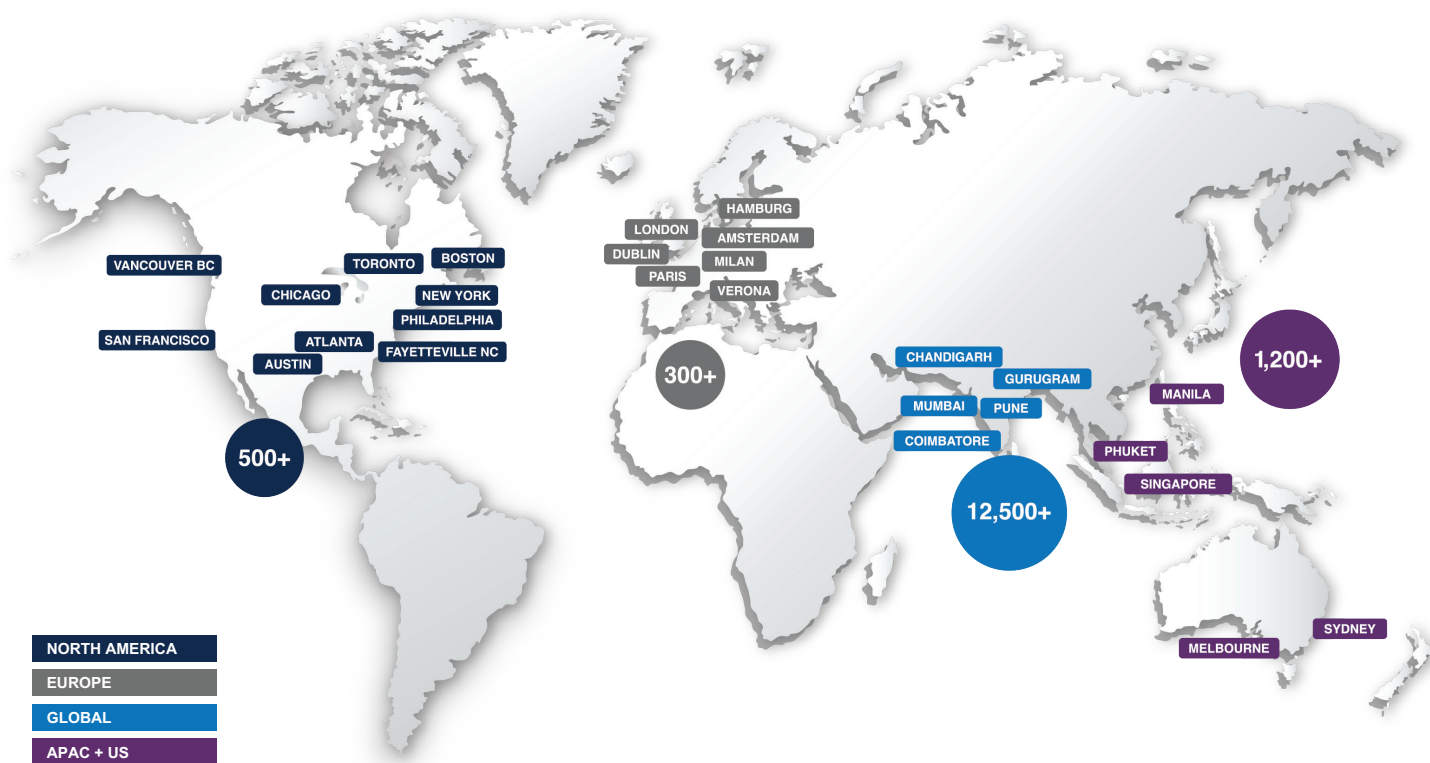 HAMBURG
LONDON
AMSTERDAM
DUBLIN
MILAN
PARIS
VERONA
VANCOUVER BC
TORONTO
BOSTON
CHICAGO
NEW YORK
PHILADELPHIA
SAN FRANCISCO
ATLANTA
FAYETTEVILLE NC
AUSTIN
500+
300+
CHANDIGARH
GURUGRAM
MUMBAI
PUNE
COIMBATORE
12,500+
1,200+
MANILA
PHUKET
SINGAPORE
SYDNEY
MELBOURNE
NORTH AMERICA
EUROPE
GLOBAL
APAC + US